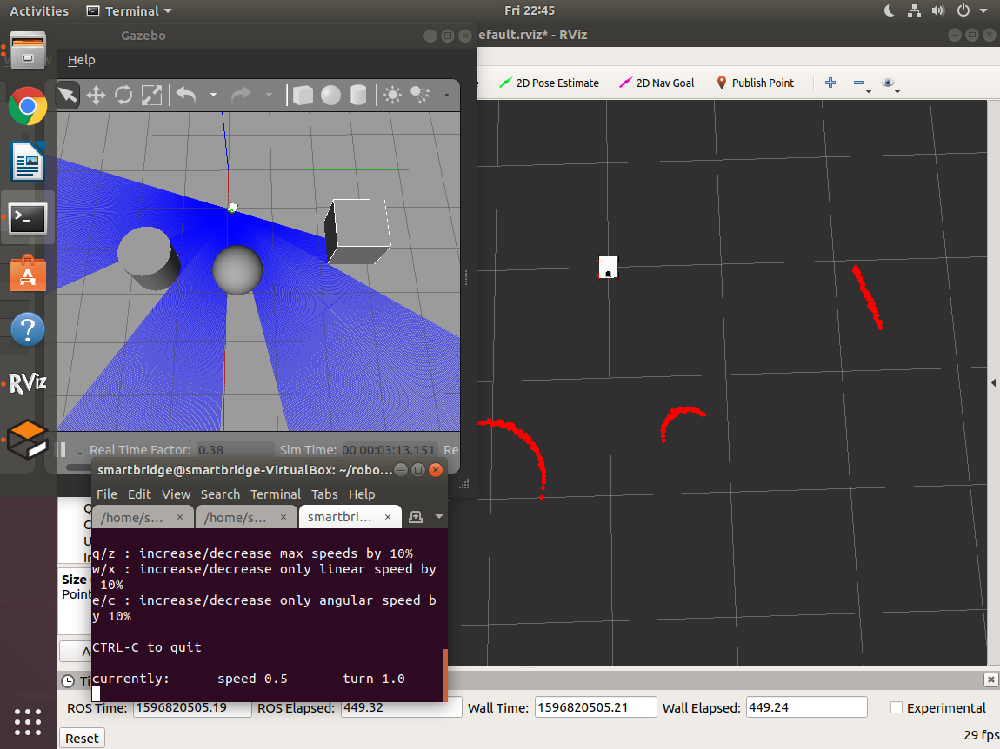 Activities
Terminal
Fri 22:45
Gazebo
efault.rviz* - RViz
Help
2D Pose Estimate
2D Nav Goal
Publish Point
RViz
Real Time Factor: 0.38
Sim Time: 00 00:03:13.151
Re
smartbridge@smartbridge-VirtualBox: ~/robo...
File Edit View Search Terminal Tabs Help
/home/s...
/home/s...
smartbri...
q/z : increase/decrease max speeds by 10%
w/x : increase/decrease only linear speed by
10%
e/c : increase/decrease only angular speed b
y 10%
CTRL-C to quit
currently: speed 0.5 turn 1.0
Size
Point
ROS Time: 1596820505.19
ROS Elapsed: 449.32
Wall Time: 1596820505.21
Wall Elapsed: 449.24
Experimental
Reset
29 fps